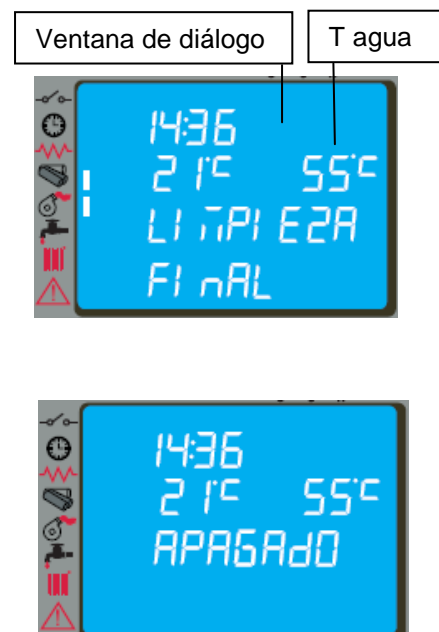 Ventana de diálogo
T agua
14:36
21°C 55°C
LIMPIEZA
FINAL
14:36
21°C 55°C
APAGAdO